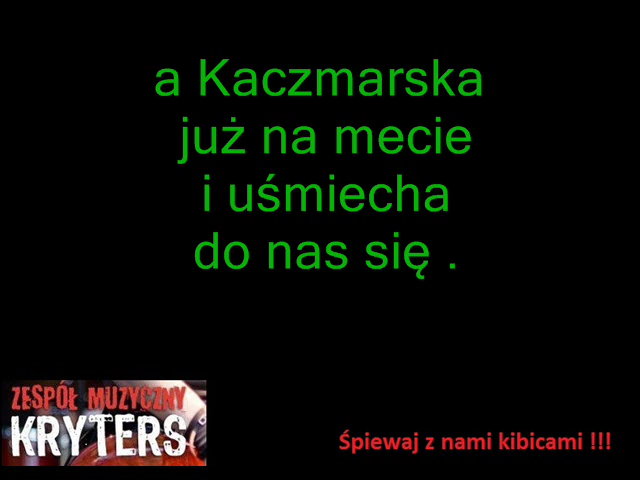 a Kaczmarska
już na mecie
i uśmiecha
do nas się .
ZESPÓŁ MUZYCZNY
KRYTERS
Śpiewaj z nami kibicami !!!